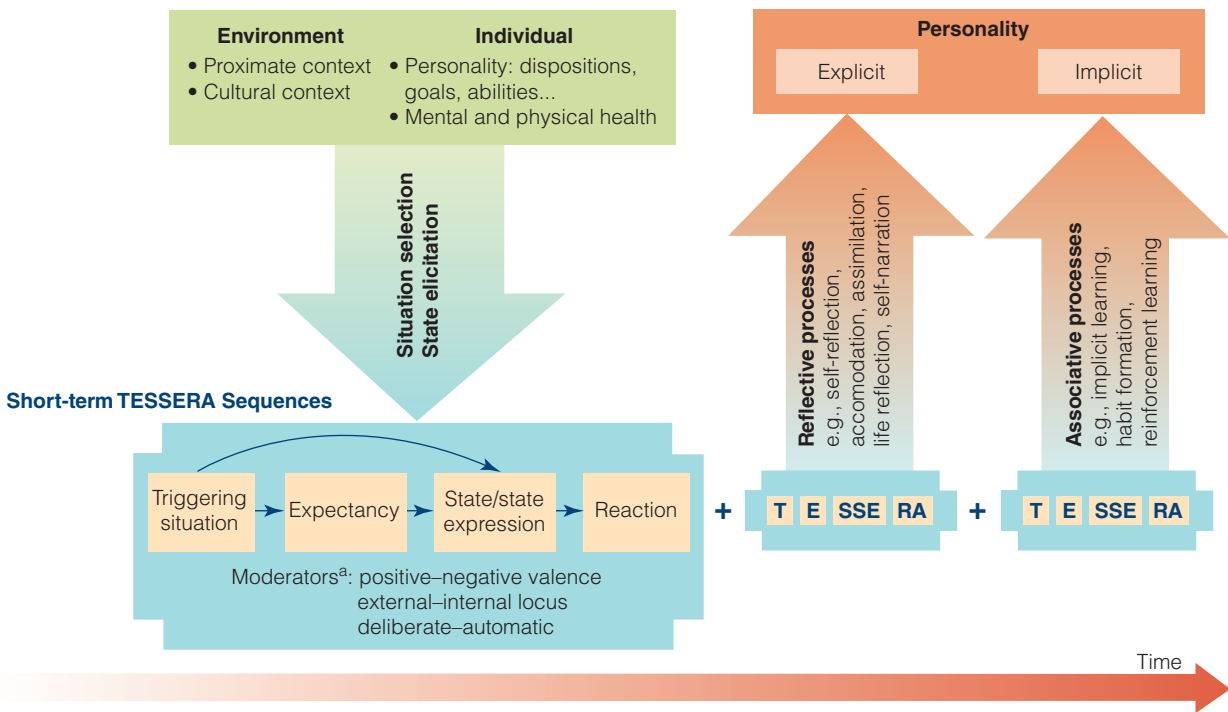 Environment
• Proximate context
• Cultural context
Individual
• Personality: dispositions,
goals, abilities...
• Mental and physical health
Personality
Explicit
Implicit
Situation selection
State elicitation
Reflective processes
e.g., self-reflection,
accomodation, assimilation,
life reflection, self-narration
Associative processes
e.g., implicit learning,
habit formation,
reinforcement learning
Short-term TESSERA Sequences
Triggering
situation
Expectancy
State/state
expression
Reaction
+
T E SSE RA
+
T E SSE RA
Moderatorsᵃ: positive–negative valence
external–internal locus
deliberate–automatic
Time